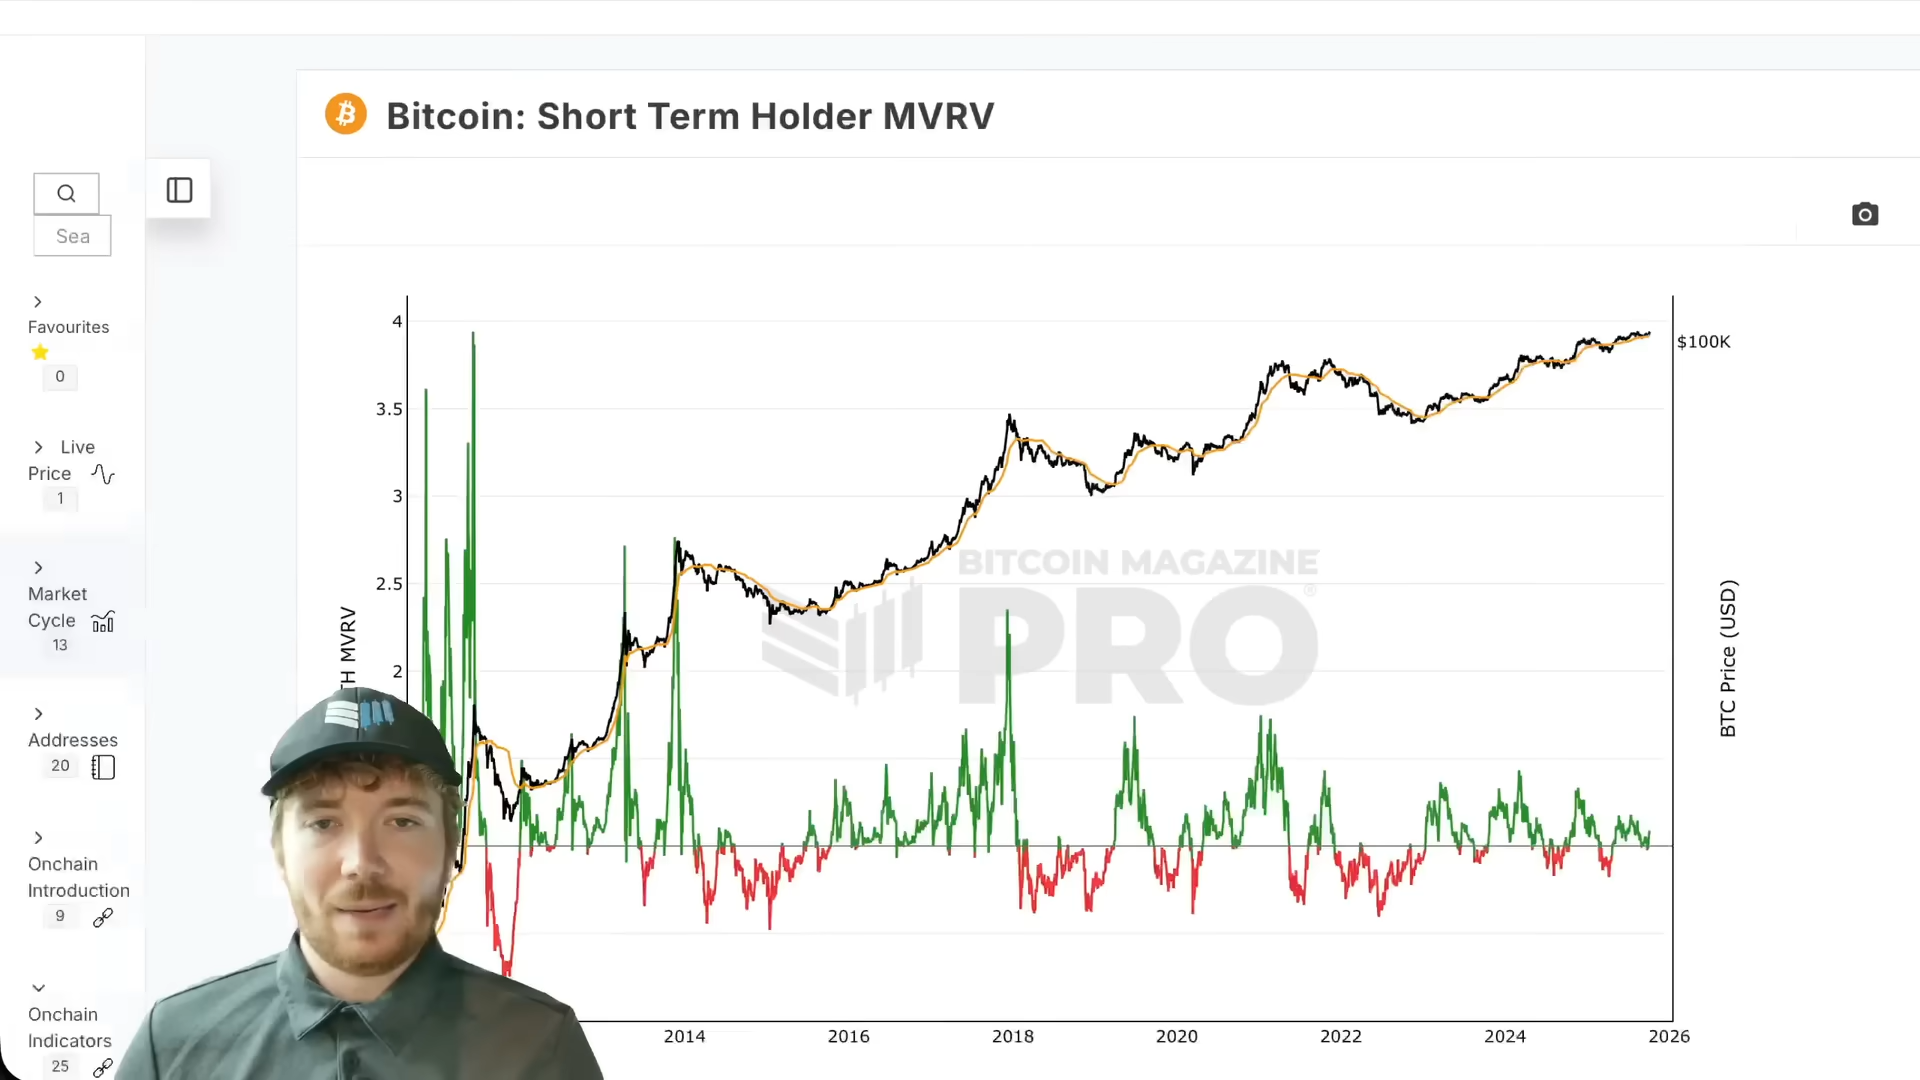 Bitcoin: Short Term Holder MVRV
Sea
Favourites
0
Live
Price
1
Market
Cycle
13
Addresses
20
Onchain
Introduction
9
Onchain
Indicators
25
4
3.5
3
2.5
2
TH MVRV
$100K
BTC Price (USD)
BITCOIN MAGAZINE
PRO®
2014
2016
2018
2020
2022
2024
2026